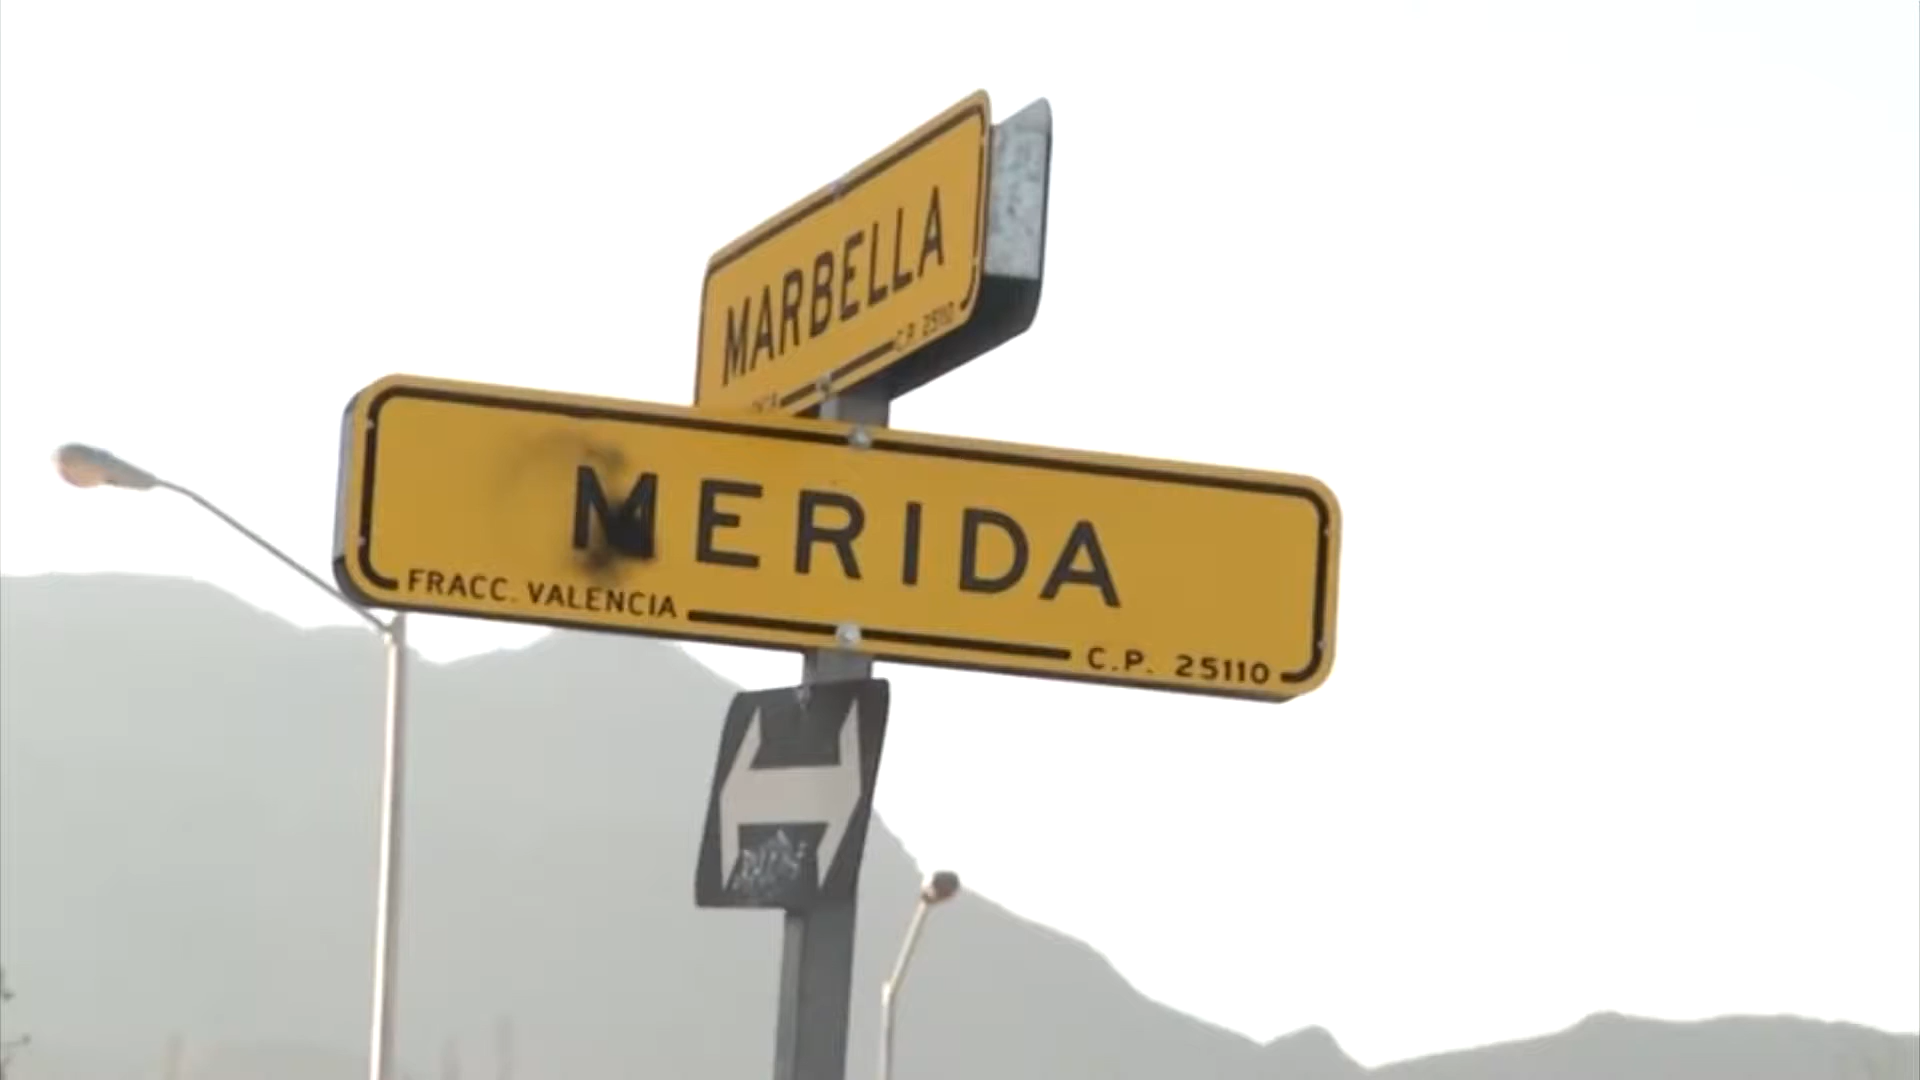 MARBELLA
C.P. 25110
MERIDA
FRACC. VALENCIA
C.P. 25110